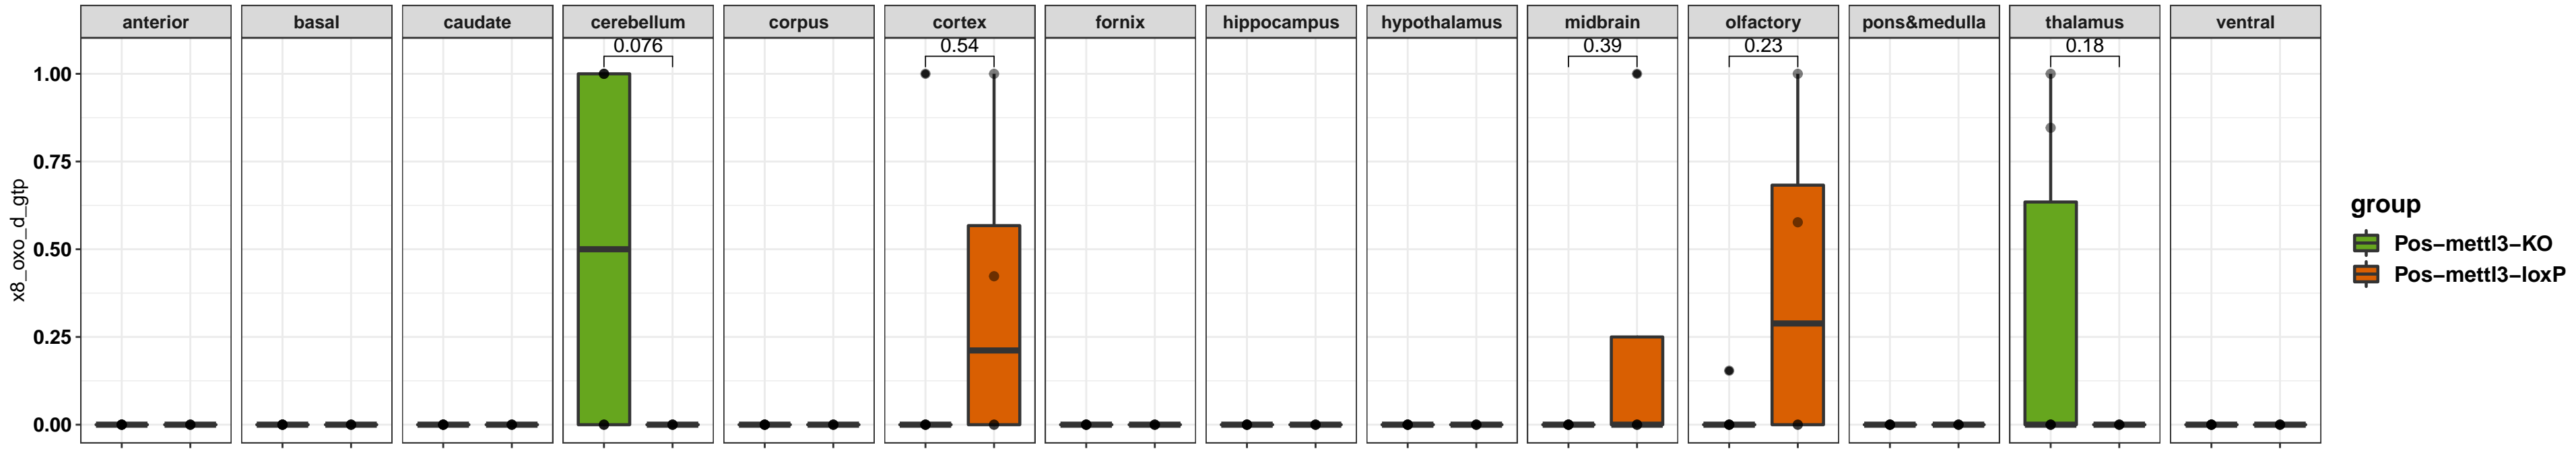 anterior
basal
caudate
cerebellum
corpus
cortex
fornix
hippocampus
hypothalamus
midbrain
olfactory
pons&medulla
thalamus
ventral
0.076
0.54
0.39
0.23
0.18
1.00
0.75
0.50
0.25
0.00
x8_oxo_d_gtp
group
Pos−mettl3−KO
Pos−mettl3−loxP